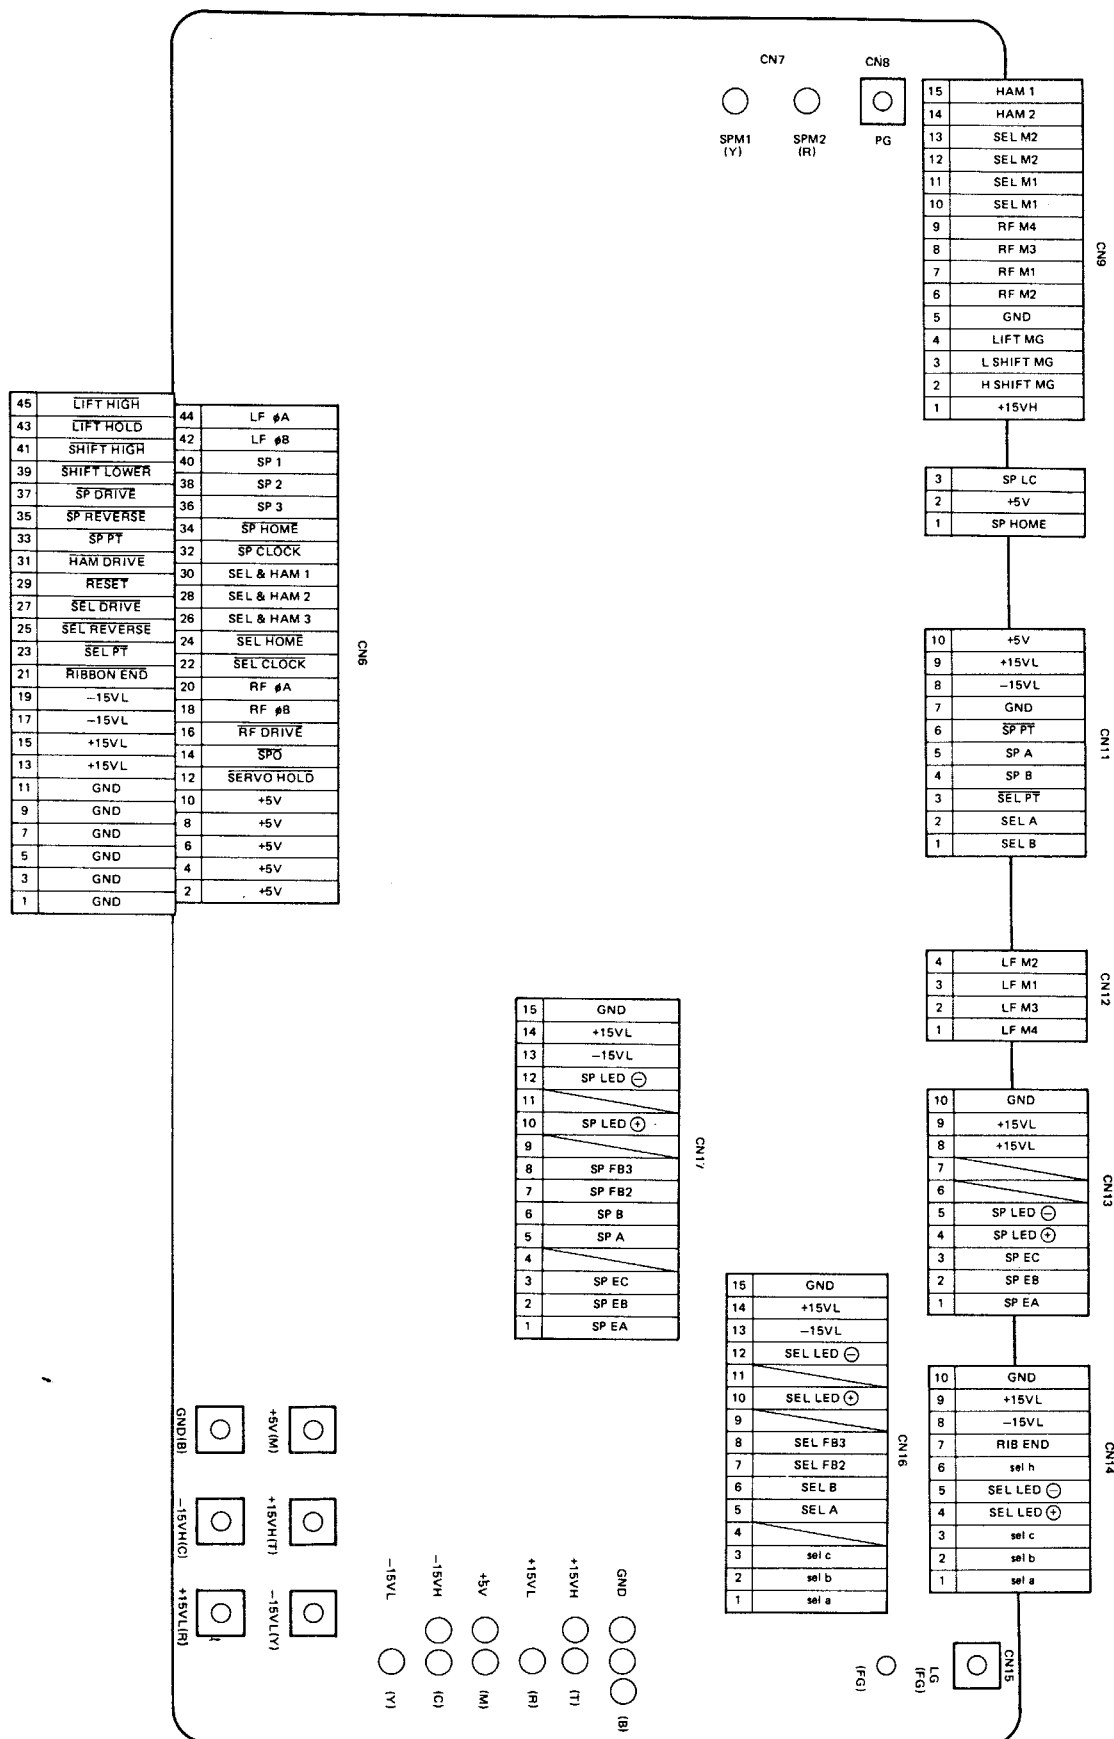 CN7
CN8
SPM1
(Y)
SPM2
(R)
PG
CN9
15 HAM 1
14 HAM 2
13 SEL M2
12 SEL M2
11 SEL M1
10 SEL M1
9 RF M4
8 RF M3
7 RF M1
6 RF M2
5 GND
4 LIFT MG
3 L SHIFT MG
2 H SHIFT MG
1 +15VH
3 SP LC
2 +5V
1 SP HOME
CN6
45 LIFT HIGH
43 LIFT HOLD
41 SHIFT HIGH
39 SHIFT LOWER
37 SP DRIVE
35 SP REVERSE
33 SP PT
31 HAM DRIVE
29 RESET
27 SEL DRIVE
25 SEL REVERSE
23 SEL PT
21 RIBBON END
19 −15VL
17 −15VL
15 +15VL
13 +15VL
11 GND
9 GND
7 GND
5 GND
3 GND
1 GND
44 LF øA
42 LF øB
40 SP 1
38 SP 2
36 SP 3
34 SP HOME
32 SP CLOCK
30 SEL & HAM 1
28 SEL & HAM 2
26 SEL & HAM 3
24 SEL HOME
22 SEL CLOCK
20 RF øA
18 RF øB
16 RF DRIVE
14 SPO
12 SERVO HOLD
10 +5V
8 +5V
6 +5V
4 +5V
2 +5V
CN11
10 +5V
9 +15VL
8 −15VL
7 GND
6 SP PT
5 SP A
4 SP B
3 SEL PT
2 SEL A
1 SEL B
CN12
4 LF M2
3 LF M1
2 LF M3
1 LF M4
CN17
15 GND
14 +15VL
13 −15VL
12 SP LED ⊖
11
10 SP LED ⊕
9
8 SP FB3
7 SP FB2
6 SP B
5 SP A
4
3 SP EC
2 SP EB
1 SP EA
CN13
10 GND
9 +15VL
8 +15VL
7
6
5 SP LED ⊖
4 SP LED ⊕
3 SP EC
2 SP EB
1 SP EA
CN16
15 GND
14 +15VL
13 −15VL
12 SEL LED ⊖
11
10 SEL LED ⊕
9
8 SEL FB3
7 SEL FB2
6 SEL B
5 SEL A
4
3 sel c
2 sel b
1 sel a
CN14
10 GND
9 +15VL
8 −15VL
7 RIB END
6 sel h
5 SEL LED ⊖
4 SEL LED ⊕
3 sel c
2 sel b
1 sel a
GND(B)
+5V(M)
−15VH(C)
+15VH(T)
+15VL(R)
−15VL(Y)
−15VL
−15VH
+5V
+15VL
+15VH
GND
(Y)
(C)
(M)
(R)
(T)
(B)
(FG)
LG
(FG)
CN15